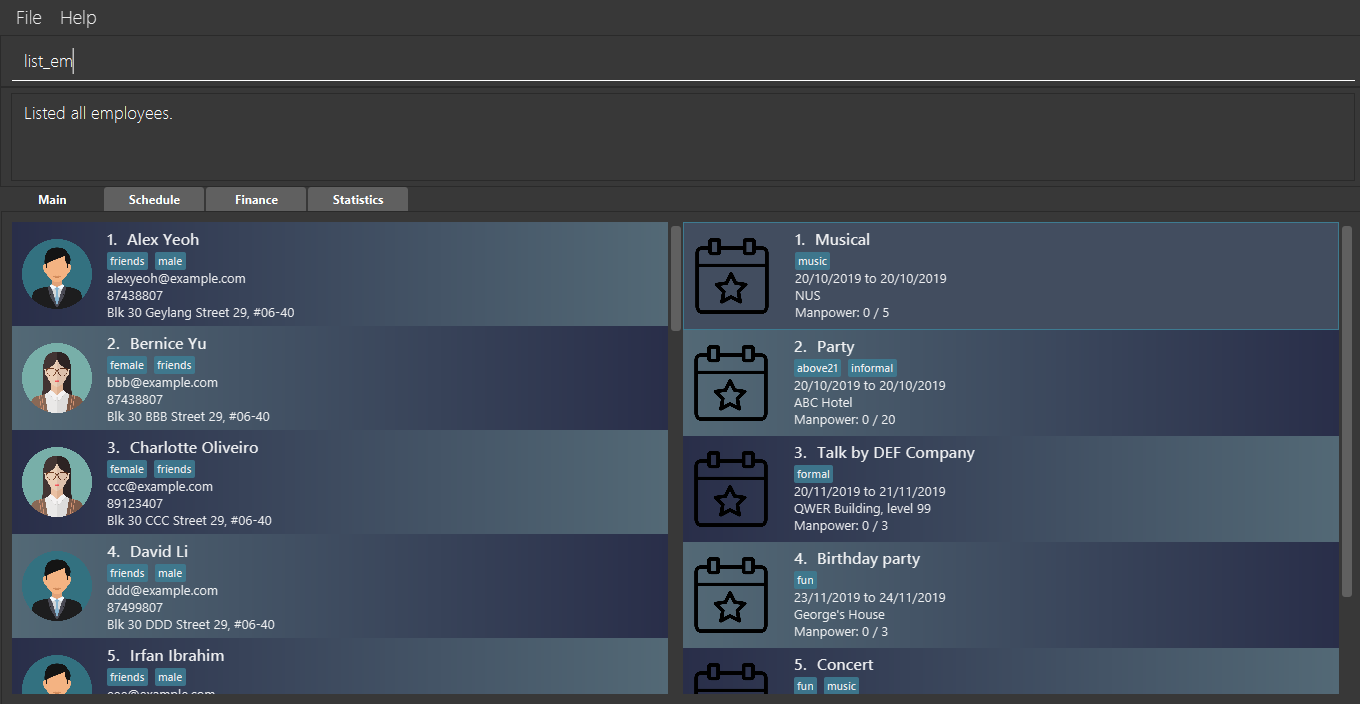 File Help
list_em
Listed all employees.
Main Schedule Finance Statistics
1. Alex Yeoh
friends male
alexyeoh@example.com
87438807
Blk 30 Geylang Street 29, #06-40
2. Bernice Yu
female friends
bbb@example.com
87438807
Blk 30 BBB Street 29, #06-40
3. Charlotte Oliveiro
female friends
ccc@example.com
89123407
Blk 30 CCC Street 29, #06-40
4. David Li
friends male
ddd@example.com
87499807
Blk 30 DDD Street 29, #06-40
5. Irfan Ibrahim
friends male
eee@example.com
1. Musical
music
20/10/2019 to 20/10/2019
NUS
Manpower: 0 / 5
2. Party
above21 informal
20/10/2019 to 20/10/2019
ABC Hotel
Manpower: 0 / 20
3. Talk by DEF Company
formal
20/11/2019 to 21/11/2019
QWER Building, level 99
Manpower: 0 / 3
4. Birthday party
fun
23/11/2019 to 24/11/2019
George's House
Manpower: 0 / 3
5. Concert
fun music